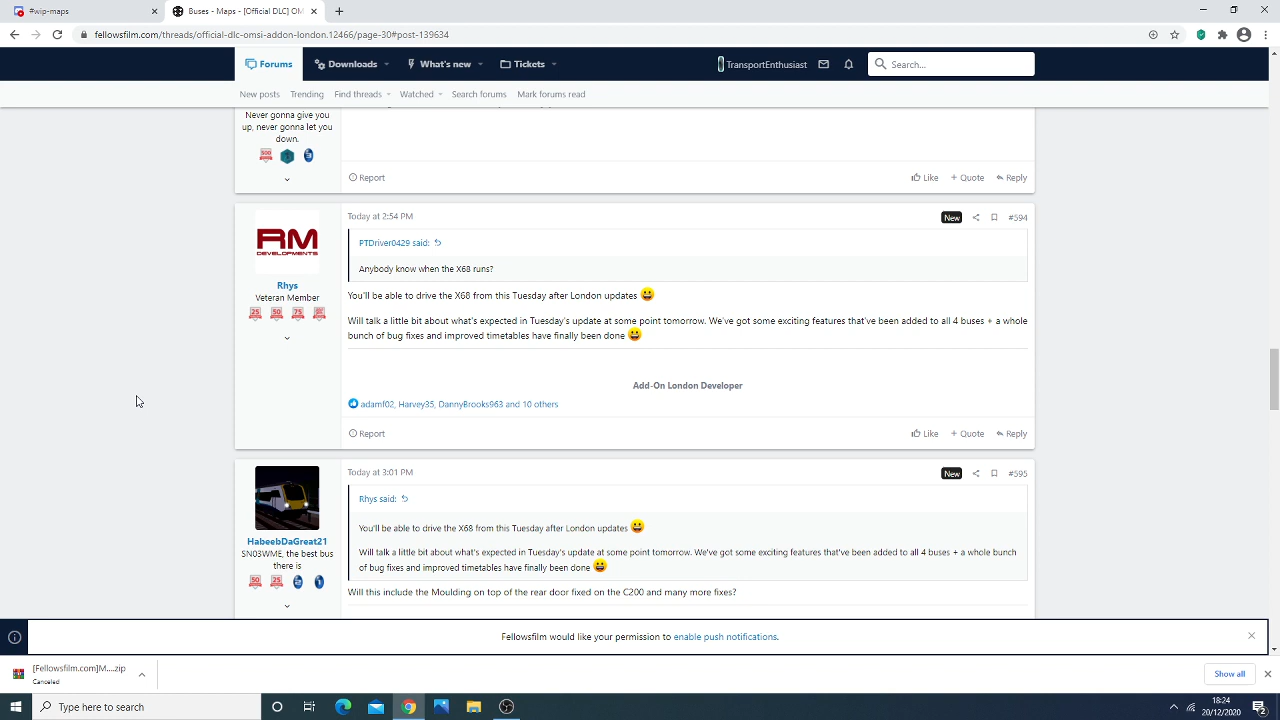 #wip-maps
Buses - Maps - [Official DLC] OM
fellowsfilm.com/threads/official-dlc-omsi-addon-london.12466/page-30#post-139634
Forums
Downloads
What's new
Tickets
TransportEnthusiast
Search...
New posts
Trending
Find threads
Watched
Search forums
Mark forums read
Never gonna give you
up, never gonna let you
down.
Report
Like
+ Quote
Reply
RM
DEVELOPMENTS
Rhys
Veteran Member
25 50 75
Today at 2:54 PM
New
#594
PTDriver0429 said:
Anybody know when the X68 runs?
You'll be able to drive the X68 from this Tuesday after London updates
Will talk a little bit about what's expected in Tuesday's update at some point tomorrow. We've got some exciting features that've been added to all 4 buses + a whole
bunch of bug fixes and improved timetables have finally been done
Add-On London Developer
adamf02, Harvey35, DannyBrooks963 and 10 others
Report
Like
+ Quote
Reply
HabeebDaGreat21
SN03WME, the best bus
there is
50 25
Today at 3:01 PM
New
#595
Rhys said:
You'll be able to drive the X68 from this Tuesday after London updates
Will talk a little bit about what's expected in Tuesday's update at some point tomorrow. We've got some exciting features that've been added to all 4 buses + a whole bunch
of bug fixes and improved timetables have finally been done
Will this include the Moulding on top of the rear door fixed on the C200 and many more fixes?
Fellowsfilm would like your permission to enable push notifications.
[Fellowsfilm.com]M....zip
Canceled
Show all
Type here to search
18:24
20/12/2020
2